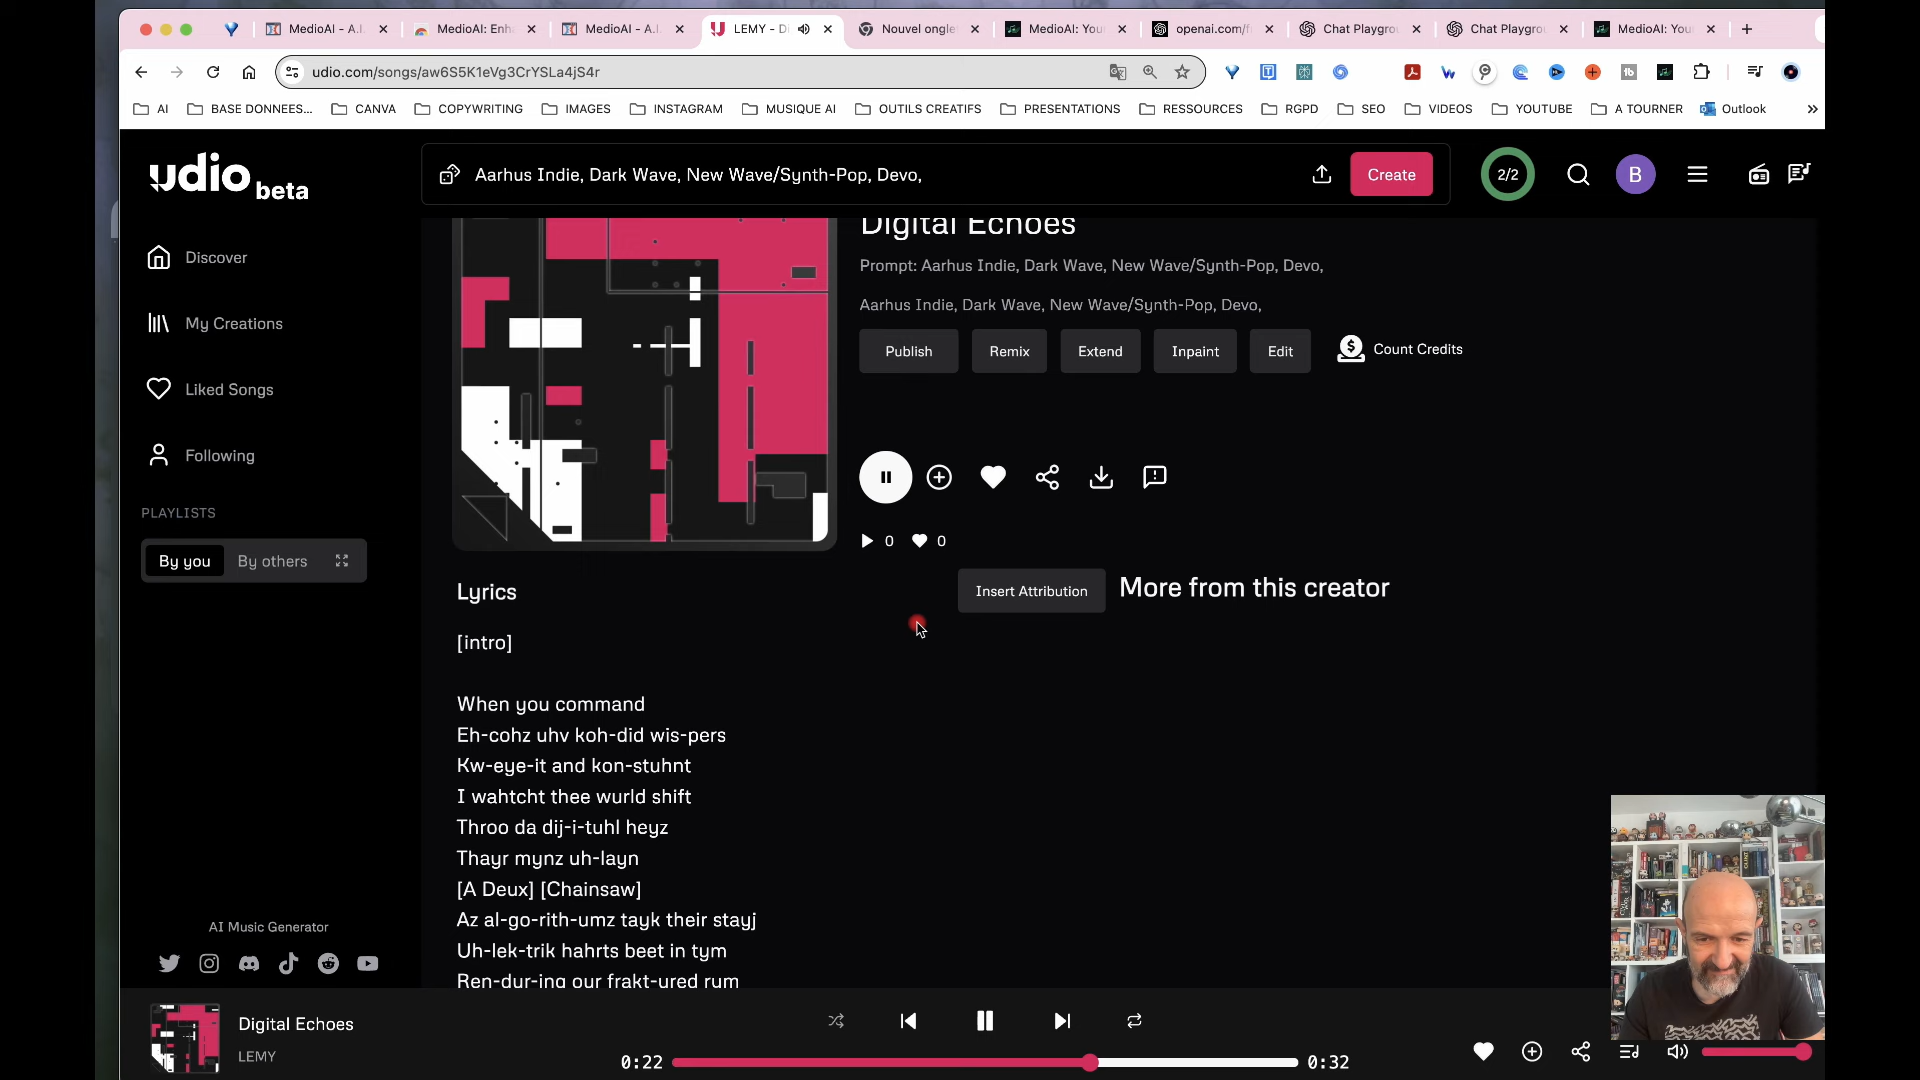 MedioAI - A.I.
MedioAI: Enh
MedioAI - A.I.
LEMY - D
Nouvel ongle
MedioAI: You
openai.com/f
Chat Playgro
Chat Playgro
MedioAI: You
udio.com/songs/aw6S5K1eVg3CrYSLa4jS4r
AI
BASE DONNEES...
CANVA
COPYWRITING
IMAGES
INSTAGRAM
MUSIQUE AI
OUTILS CREATIFS
PRESENTATIONS
RESSOURCES
RGPD
SEO
VIDEOS
YOUTUBE
A TOURNER
Outlook
udio beta
Aarhus Indie, Dark Wave, New Wave/Synth-Pop, Devo,
Create
2/2
B
Discover
My Creations
Liked Songs
Following
PLAYLISTS
By you
By others
AI Music Generator
Digital Echoes
Prompt: Aarhus Indie, Dark Wave, New Wave/Synth-Pop, Devo,
Aarhus Indie, Dark Wave, New Wave/Synth-Pop, Devo,
Publish
Remix
Extend
Inpaint
Edit
Count Credits
0
0
Lyrics
Insert Attribution
More from this creator
[intro]
When you command
Eh-cohz uhv koh-did wis-pers
Kw-eye-it and kon-stuhnt
I wahtcht thee wurld shift
Throo da dij-i-tuhl heyz
Thayr mynz uh-layn
[A Deux] [Chainsaw]
Az al-go-rith-umz tayk their stayj
Uh-lek-trik hahrts beet in tym
Ren-dur-ing our frakt-ured rum
Digital Echoes
LEMY
0:22
0:32